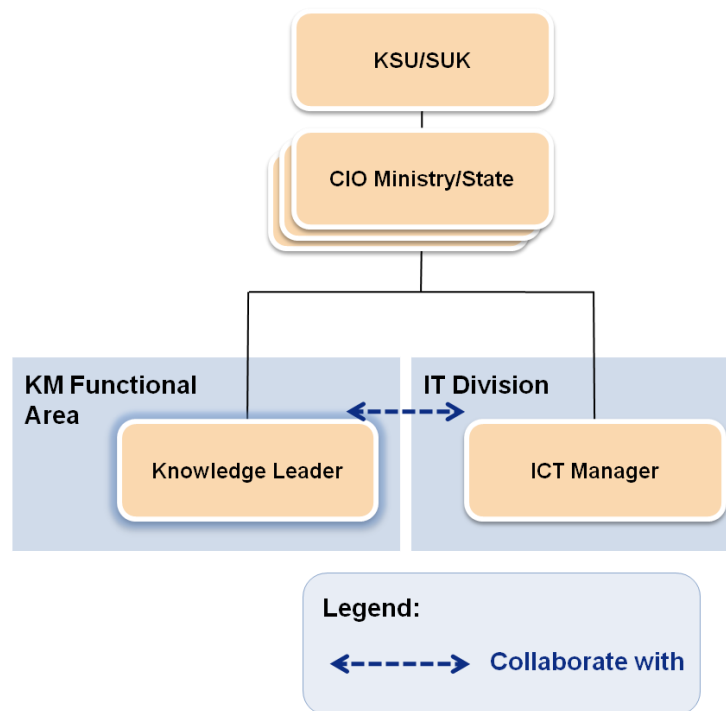 KSU/SUK
CIO Ministry/State
KM Functional
Area
IT Division
Knowledge Leader
ICT Manager
Legend:
Collaborate with